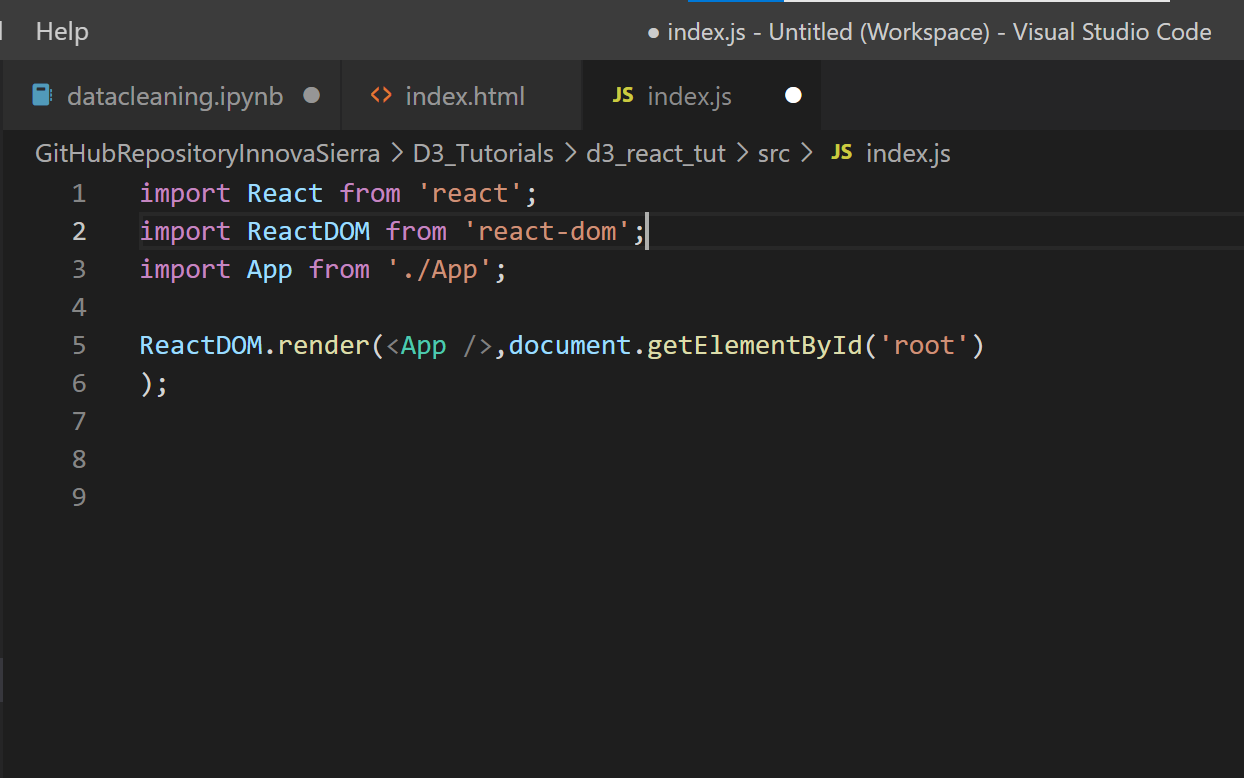 Help
● index.js - Untitled (Workspace) - Visual Studio Code
datacleaning.ipynb ● <> index.html JS index.js ●
GitHubRepositoryInnovaSierra > D3_Tutorials > d3_react_tut > src > JS index.js
1 import React from 'react';
2 import ReactDOM from 'react-dom';
3 import App from './App';
4
5 ReactDOM.render(<App />,document.getElementById('root')
6 );
7
8
9